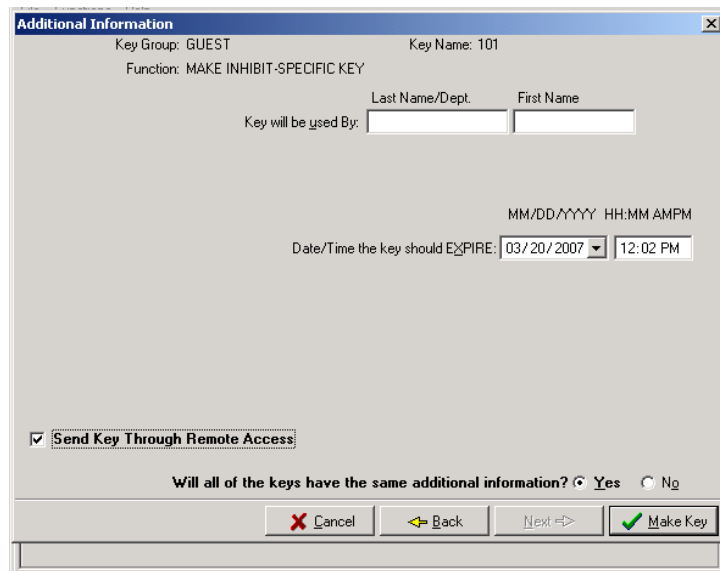 Additional Information
Key Group: GUEST Key Name: 101
Function: MAKE INHIBIT-SPECIFIC KEY
Last Name/Dept. First Name
Key will be used By:
MM/DD/YYYY HH:MM AMPM
Date/Time the key should EXPIRE: 03/20/2007 12:02 PM
Send Key Through Remote Access
Will all of the keys have the same additional information? Yes No
Cancel Back Next Make Key